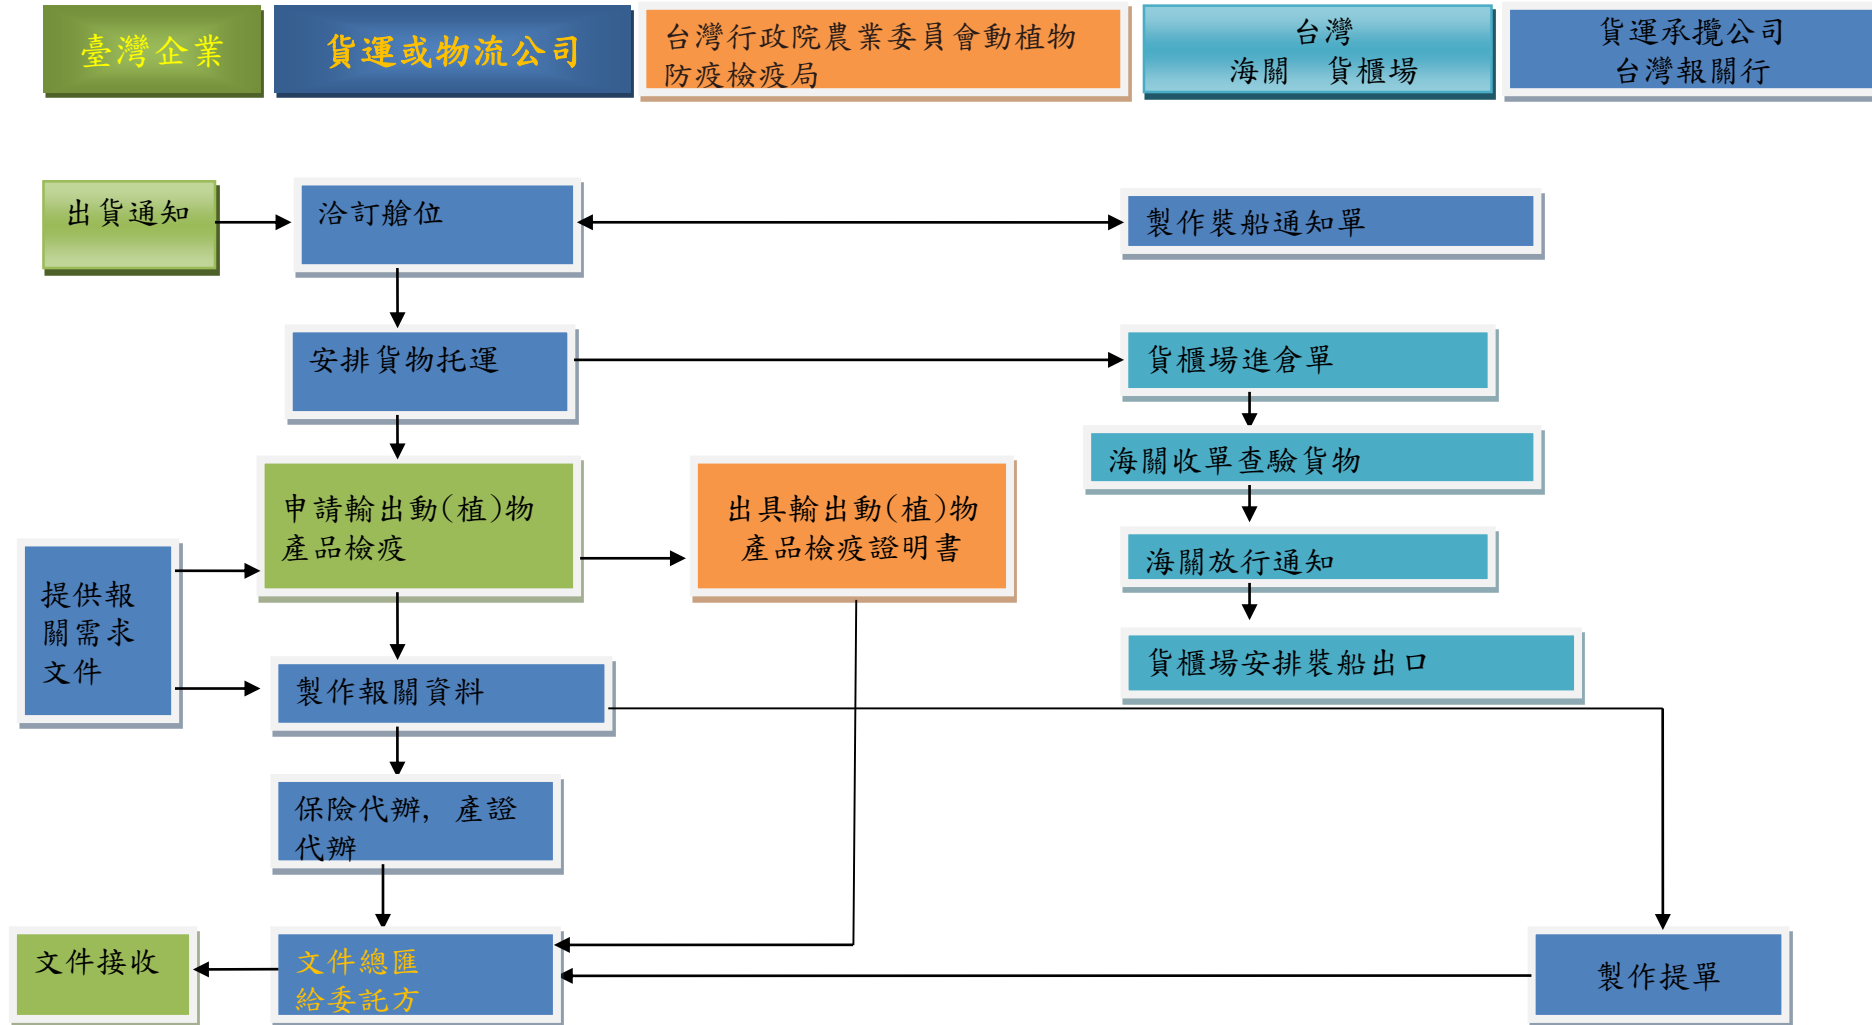 臺灣企業
貨運或物流公司
台灣行政院農業委員會動植物
防疫檢疫局
台灣
海關 貨櫃場
貨運承攬公司
台灣報關行
出貨通知
洽訂艙位
製作裝船通知單
安排貨物托運
貨櫃場進倉單
海關收單查驗貨物
申請輸出動(植)物
產品檢疫
出具輸出動(植)物
產品檢疫證明書
海關放行通知
提供報
關需求
文件
貨櫃場安排裝船出口
製作報關資料
保險代辦, 產證
代辦
文件接收
文件總匯
給委託方
製作提單